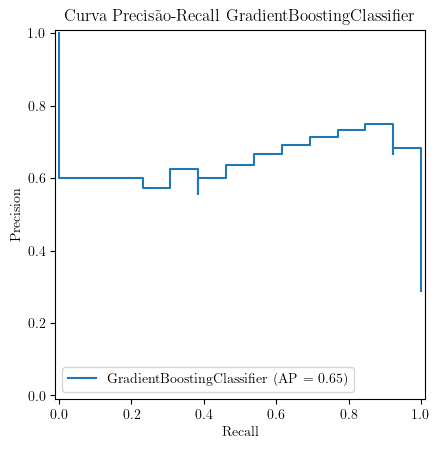 Curva Precisão-Recall GradientBoostingClassifier
1.0
0.8
0.6
0.4
0.2
0.0
Precision
GradientBoostingClassifier (AP = 0.65)
0.0 0.2 0.4 0.6 0.8 1.0
Recall